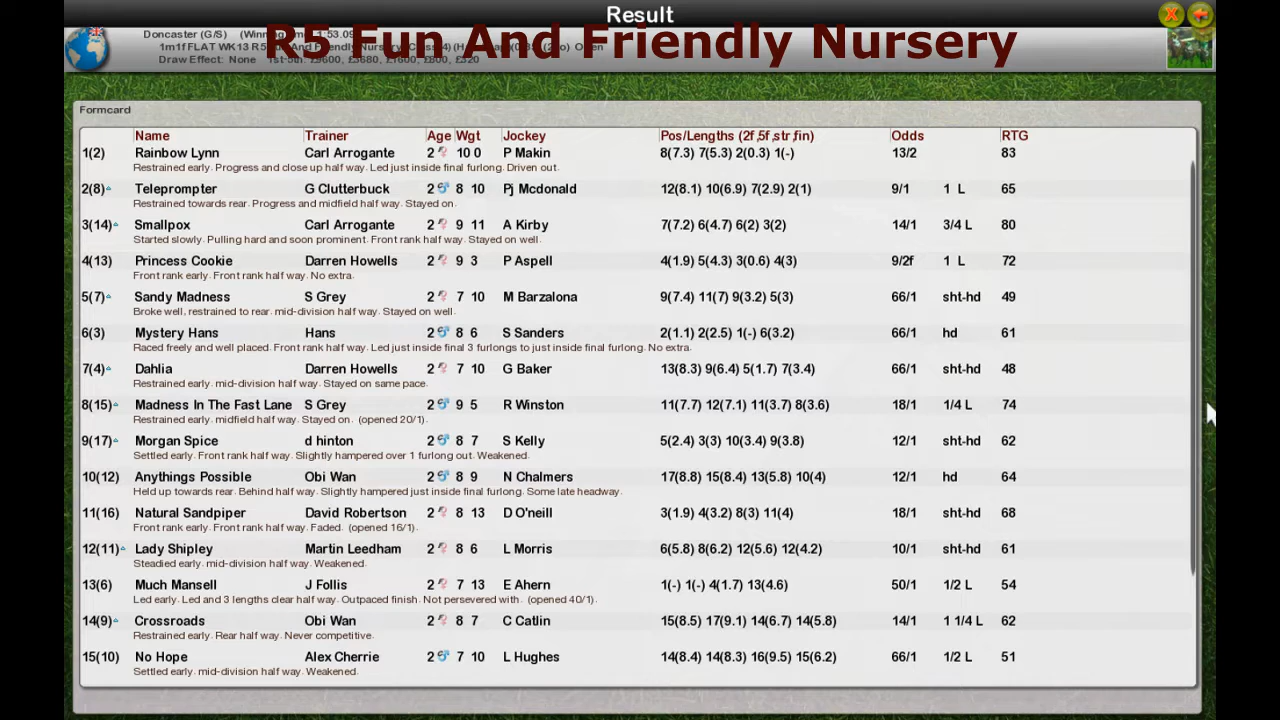 Result
R5 Fun And Friendly Nursery
Doncaster (G/S) (Winning Time 1:53.09)
1m1f FLAT WK13 R5 Fun And Friendly Nursery (Class 4) Open
Draw Effect: None 1st-5th: £9600, £3680, £1600, £800, £320
Formcard
Name Trainer Age Wgt Jockey Pos/Lengths (2f,5f,str,fin) Odds RTG
1(2) Rainbow Lynn Carl Arrogante 2 10 0 P Makin 8(7.3) 7(5.3) 2(0.3) 1(-) 13/2 83
Restrained early. Progress and close up half way. Led just inside final furlong. Driven out.
2(8) Teleprompter G Clutterbuck 2 8 10 Pj Mcdonald 12(8.1) 10(6.9) 7(2.9) 2(1) 9/1 1 L 65
Restrained towards rear. Progress and midfield half way. Stayed on.
3(14) Smallpox Carl Arrogante 2 9 11 A Kirby 7(7.2) 6(4.7) 6(2) 3(2) 14/1 3/4 L 80
Started slowly. Pulling hard and soon prominent. Front rank half way. Stayed on well.
4(13) Princess Cookie Darren Howells 2 9 3 P Aspell 4(1.9) 5(4.3) 3(0.6) 4(3) 9/2f 1 L 72
Front rank early. Front rank half way. No extra.
5(7) Sandy Madness S Grey 2 7 10 M Barzalona 9(7.4) 11(7) 9(3.2) 5(3) 66/1 sht-hd 49
Broke well, restrained to rear. mid-division half way. Stayed on well.
6(3) Mystery Hans Hans 2 8 6 S Sanders 2(1.1) 2(2.5) 1(-) 6(3.2) 66/1 hd 61
Raced freely and well placed. Front rank half way. Led just inside final 3 furlongs to just inside final furlong. No extra.
7(4) Dahlia Darren Howells 2 7 10 G Baker 13(8.3) 9(6.4) 5(1.7) 7(3.4) 66/1 sht-hd 48
Restrained early. mid-division half way. Stayed on same pace.
8(15) Madness In The Fast Lane S Grey 2 9 5 R Winston 11(7.7) 12(7.1) 11(3.7) 8(3.6) 18/1 1/4 L 74
Restrained early. midfield half way. Stayed on. (opened 20/1).
9(17) Morgan Spice d hinton 2 8 7 S Kelly 5(2.4) 3(3) 10(3.4) 9(3.8) 12/1 sht-hd 62
Settled early. Front rank half way. Slightly hampered over 1 furlong out. Weakened.
10(12) Anythings Possible Obi Wan 2 8 9 N Chalmers 17(8.8) 15(8.4) 13(5.8) 10(4) 12/1 hd 64
Held up towards rear. Behind half way. Slightly hampered just inside final furlong. Some late headway.
11(16) Natural Sandpiper David Robertson 2 8 13 D O'neill 3(1.9) 4(3.2) 8(3) 11(4) 18/1 sht-hd 68
Front rank early. Front rank half way. Faded. (opened 16/1).
12(11) Lady Shipley Martin Leedham 2 8 6 L Morris 6(5.8) 8(6.2) 12(5.6) 12(4.2) 10/1 sht-hd 61
Steadied early. mid-division half way. Weakened.
13(6) Much Mansell J Follis 2 7 13 E Ahern 1(-) 1(-) 4(1.7) 13(4.6) 50/1 1/2 L 54
Led early. Led and 3 lengths clear half way. Outpaced finish. Not persevered with. (opened 40/1).
14(9) Crossroads Obi Wan 2 8 7 C Catlin 15(8.5) 17(9.1) 14(6.7) 14(5.8) 14/1 1 1/4 L 62
Restrained early. Rear half way. Never competitive.
15(10) No Hope Alex Cherrie 2 7 10 L Hughes 14(8.4) 14(8.3) 16(9.5) 15(6.2) 66/1 1/2 L 51
Settled early. mid-division half way. Weakened.